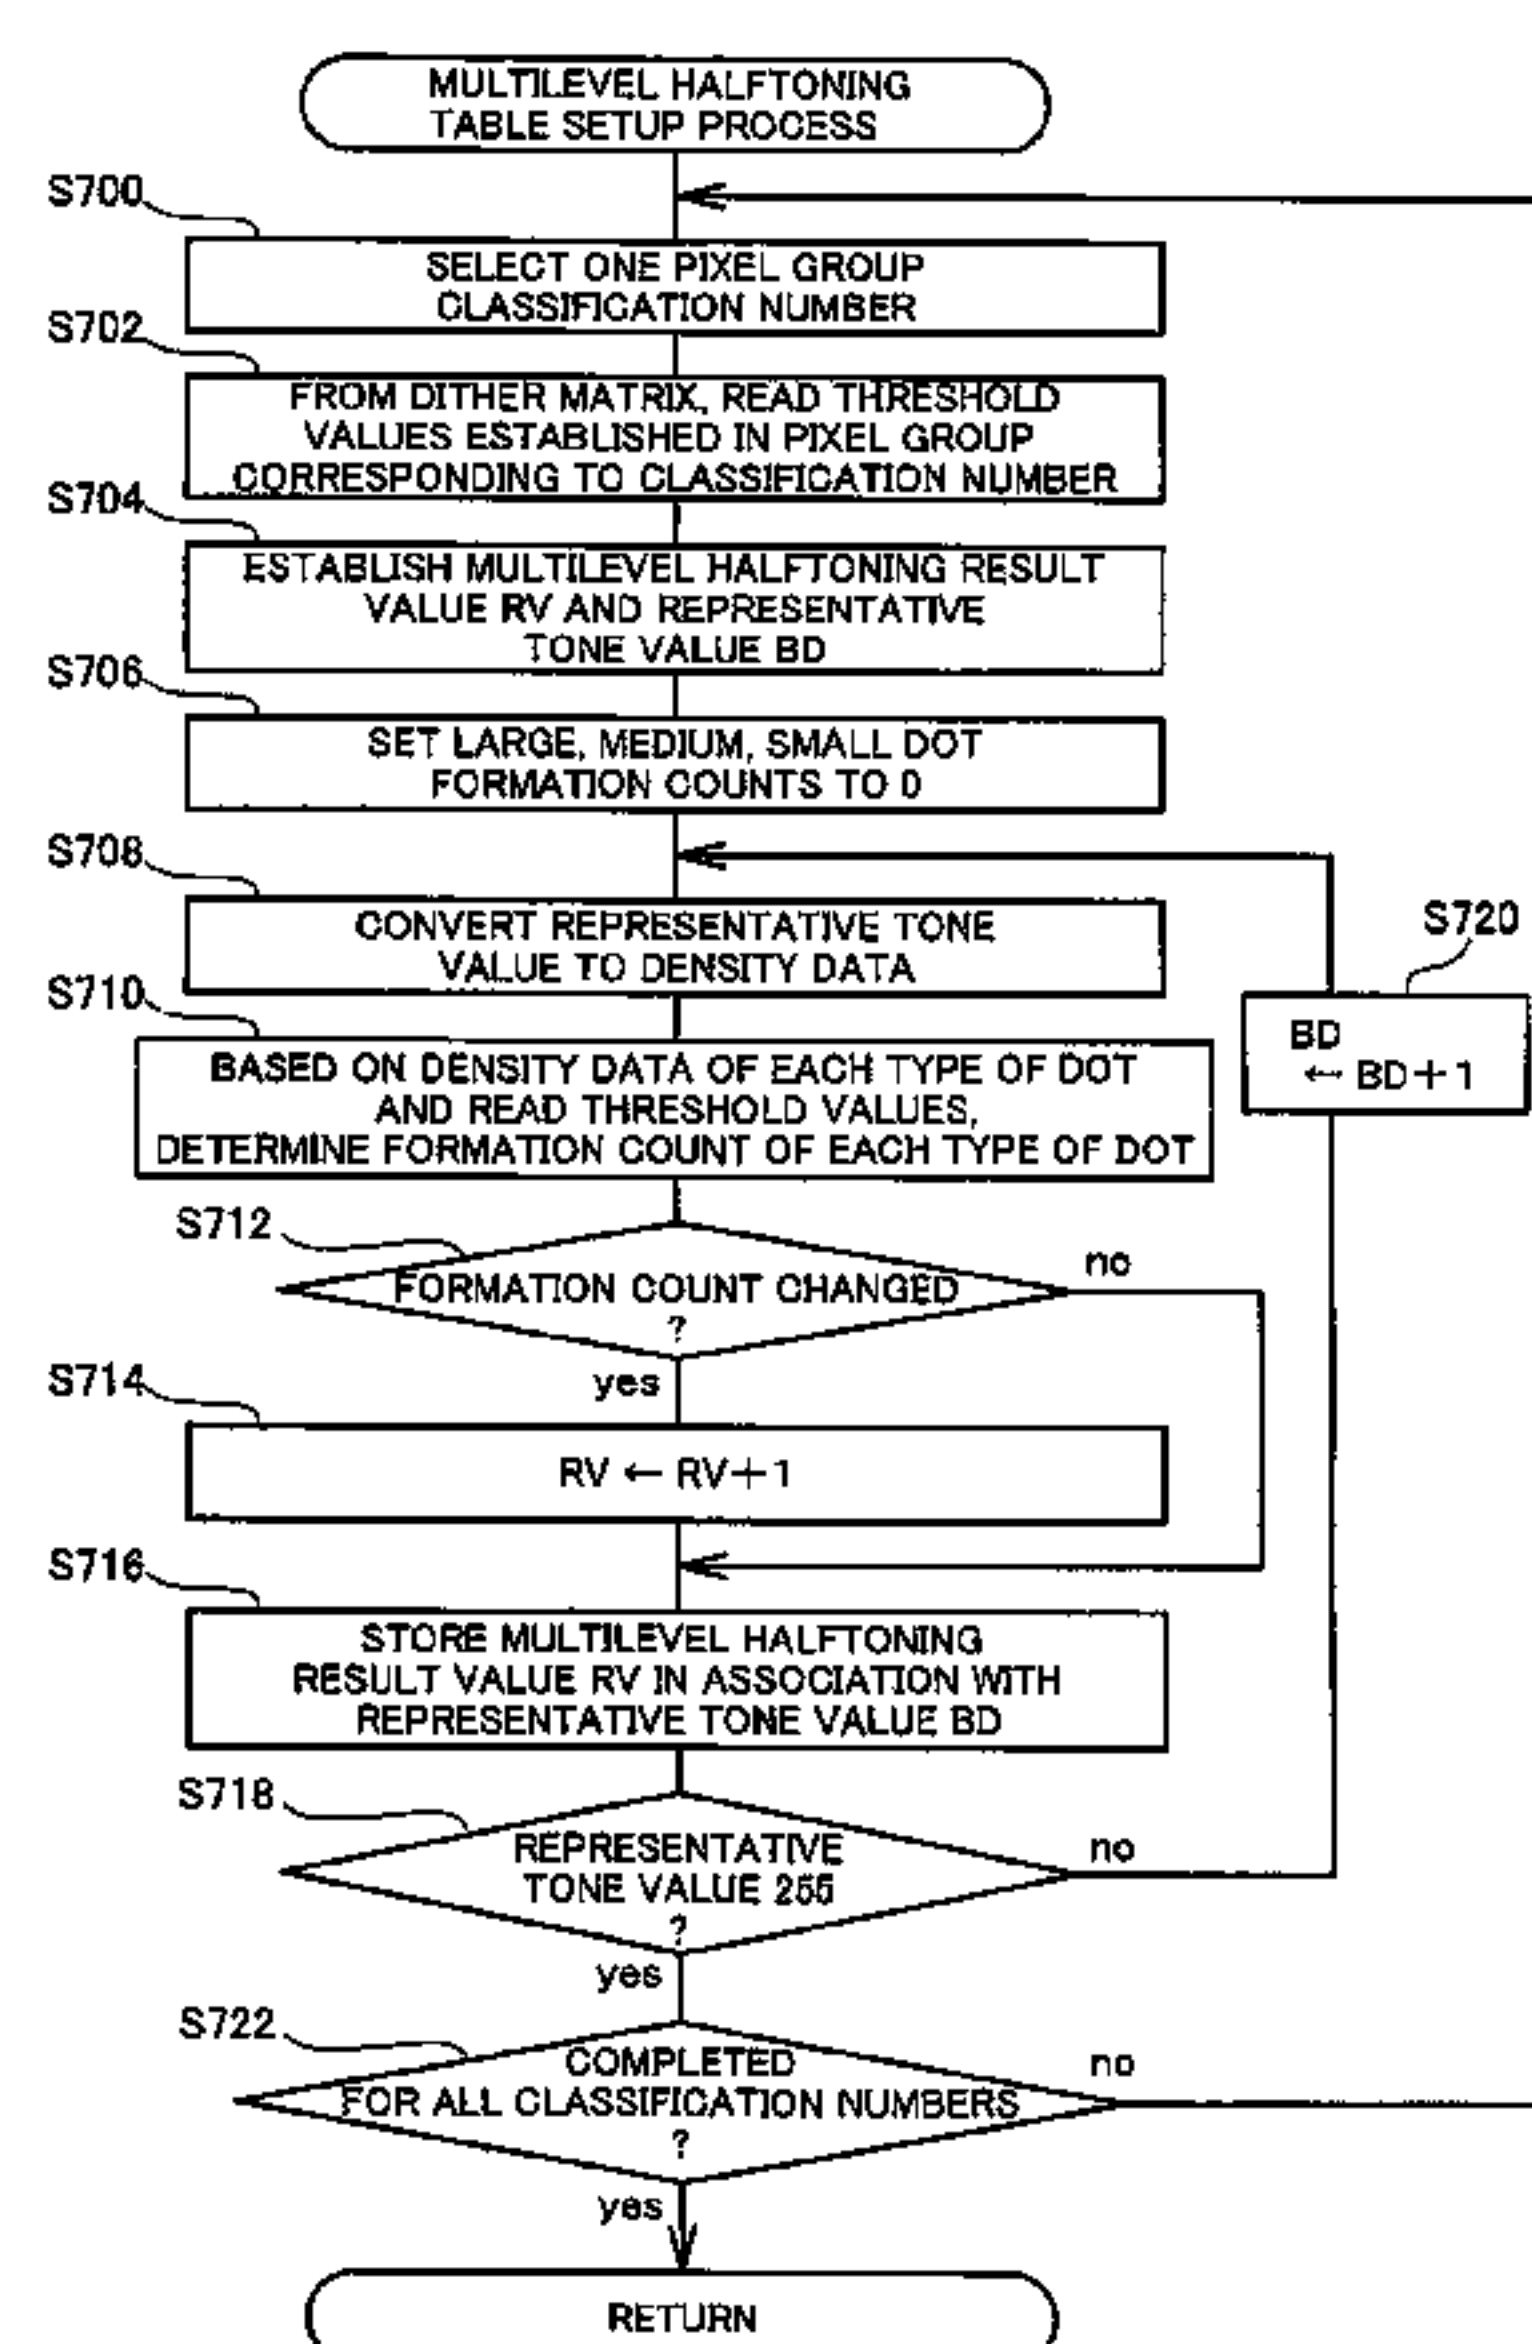 MULTILEVEL HALFTONING
TABLE SETUP PROCESS
S700
SELECT ONE PIXEL GROUP
CLASSIFICATION NUMBER
S702
FROM DITHER MATRIX, READ THRESHOLD
VALUES ESTABLISHED IN PIXEL GROUP
CORRESPONDING TO CLASSIFICATION NUMBER
S704
ESTABLISH MULTILEVEL HALFTONING RESULT
VALUE RV AND REPRESENTATIVE
TONE VALUE BD
S706
SET LARGE, MEDIUM, SMALL DOT
FORMATION COUNTS TO 0
S708
CONVERT REPRESENTATIVE TONE
VALUE TO DENSITY DATA
S720
BD
← BD+1
S710
BASED ON DENSITY DATA OF EACH TYPE OF DOT
AND READ THRESHOLD VALUES,
DETERMINE FORMATION COUNT OF EACH TYPE OF DOT
S712
FORMATION COUNT CHANGED
?
no
yes
S714
RV ← RV+1
S716
STORE MULTILEVEL HALFTONING
RESULT VALUE RV IN ASSOCIATION WITH
REPRESENTATIVE TONE VALUE BD
S718
REPRESENTATIVE
TONE VALUE 255
?
no
yes
S722
COMPLETED
FOR ALL CLASSIFICATION NUMBERS
?
no
yes
RETURN